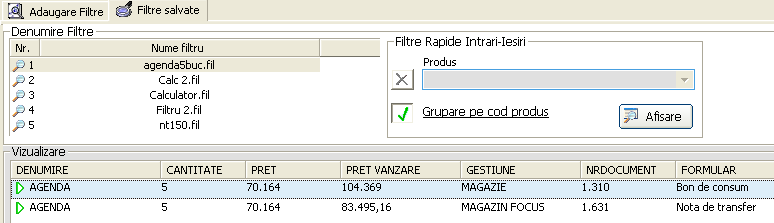 Adaugare Filtre Filtre salvate
Denumire Filtre
Nr. Nume filtru
1 agenda5buc.fil
2 Calc 2.fil
3 Calculator.fil
4 Filtru 2.fil
5 nt150.fil
Filtre Rapide Intrari-Iesiri
Produs
Grupare pe cod produs
Afisare
Vizualizare
DENUMIRE CANTITATE PRET PRET VANZARE GESTIUNE NRDOCUMENT FORMULAR
AGENDA 5 70.164 104.369 MAGAZIE 1.310 Bon de consum
AGENDA 5 70.164 83.495,16 MAGAZIN FOCUS 1.631 Nota de transfer